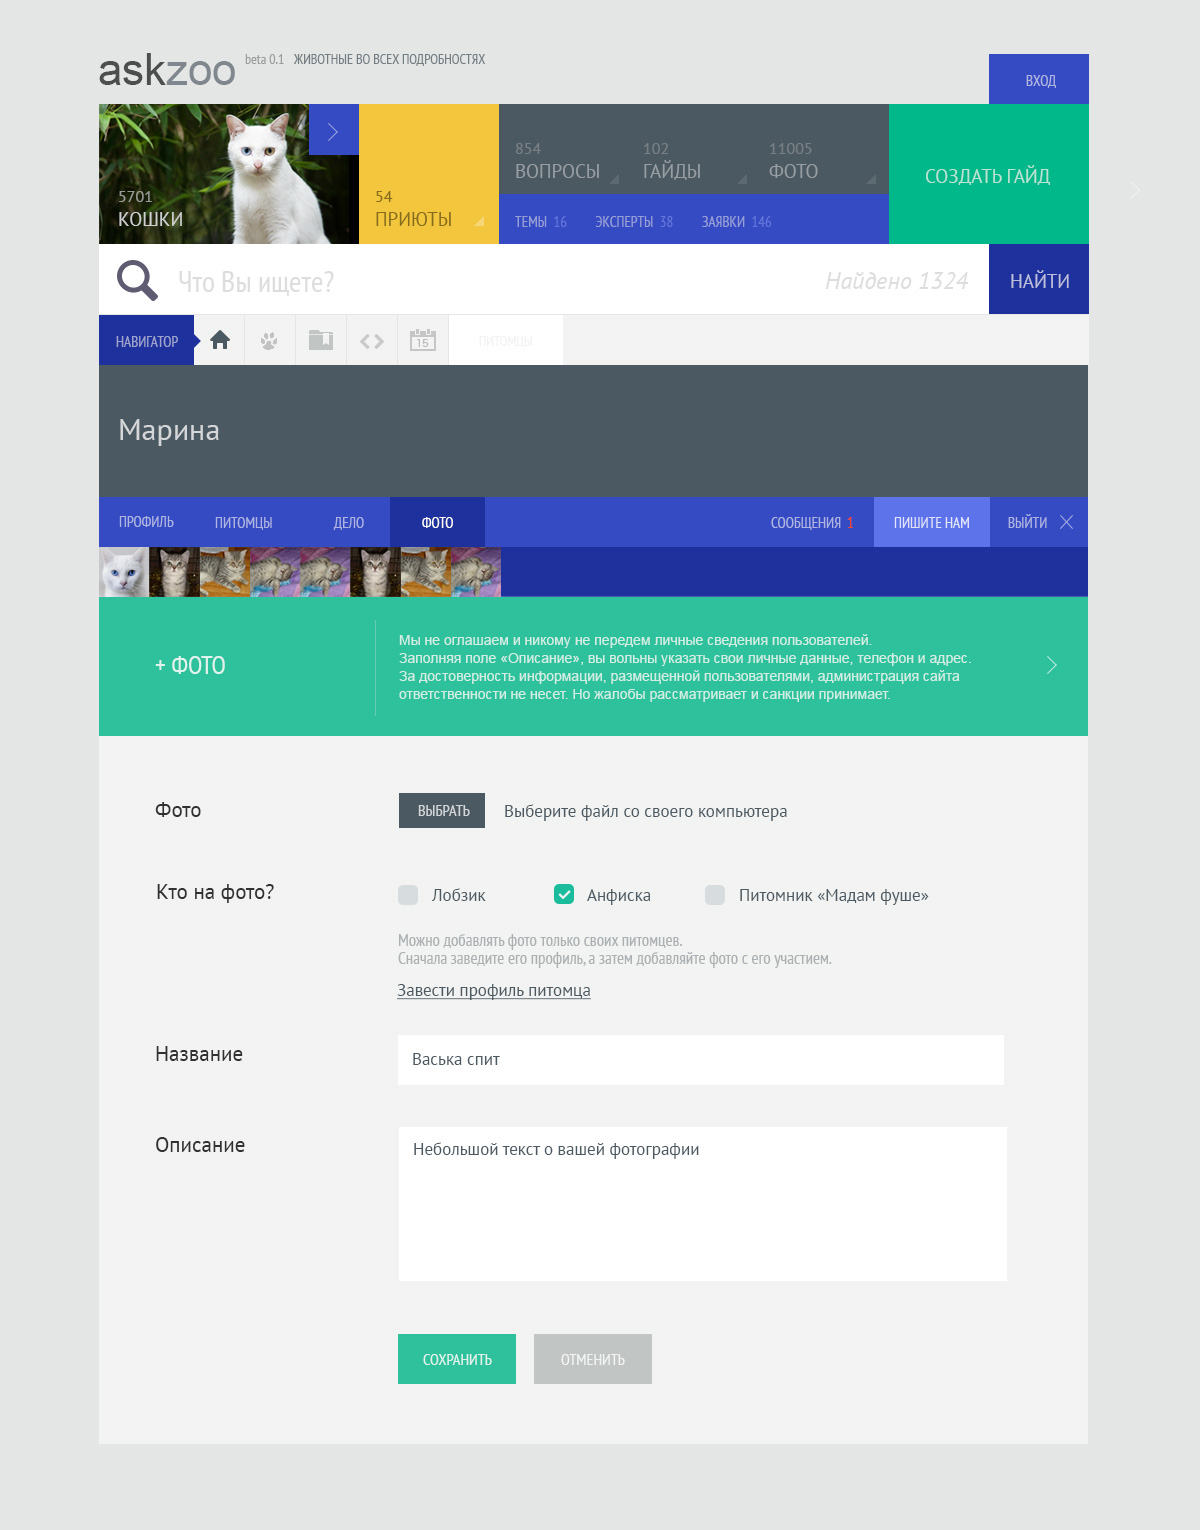 askzoo beta 0.1 ЖИВОТНЫЕ ВО ВСЕХ ПОДРОБНОСТЯХ
ВХОД
5701
КОШКИ
54
ПРИЮТЫ
854
ВОПРОСЫ
102
ГАЙДЫ
11005
ФОТО
ТЕМЫ 16 ЭКСПЕРТЫ 38 ЗАЯВКИ 146
СОЗДАТЬ ГАЙД
Что Вы ищете?
Найдено 1324
НАЙТИ
НАВИГАТОР
15
ПИТОМЦЫ
Марина
ПРОФИЛЬ ПИТОМЦЫ ДЕЛО ФОТО СООБЩЕНИЯ 1 ПИШИТЕ НАМ ВЫЙТИ
+ ФОТО
Мы не оглашаем и никому не передем личные сведения пользователей.
Заполняя поле «Описание», вы вольны указать свои личные данные, телефон и адрес.
За достоверность информации, размещенной пользователями, администрация сайта
ответственности не несет. Но жалобы рассматривает и санкции принимает.
Фото
ВЫБРАТЬ
Выберите файл со своего компьютера
Кто на фото?
Лобзик
Анфиска
Питомник «Мадам фуше»
Можно добавлять фото только своих питомцев.
Сначала заведите его профиль, а затем добавляйте фото с его участием.
Завести профиль питомца
Название
Васька спит
Описание
Небольшой текст о вашей фотографии
СОХРАНИТЬ
ОТМЕНИТЬ